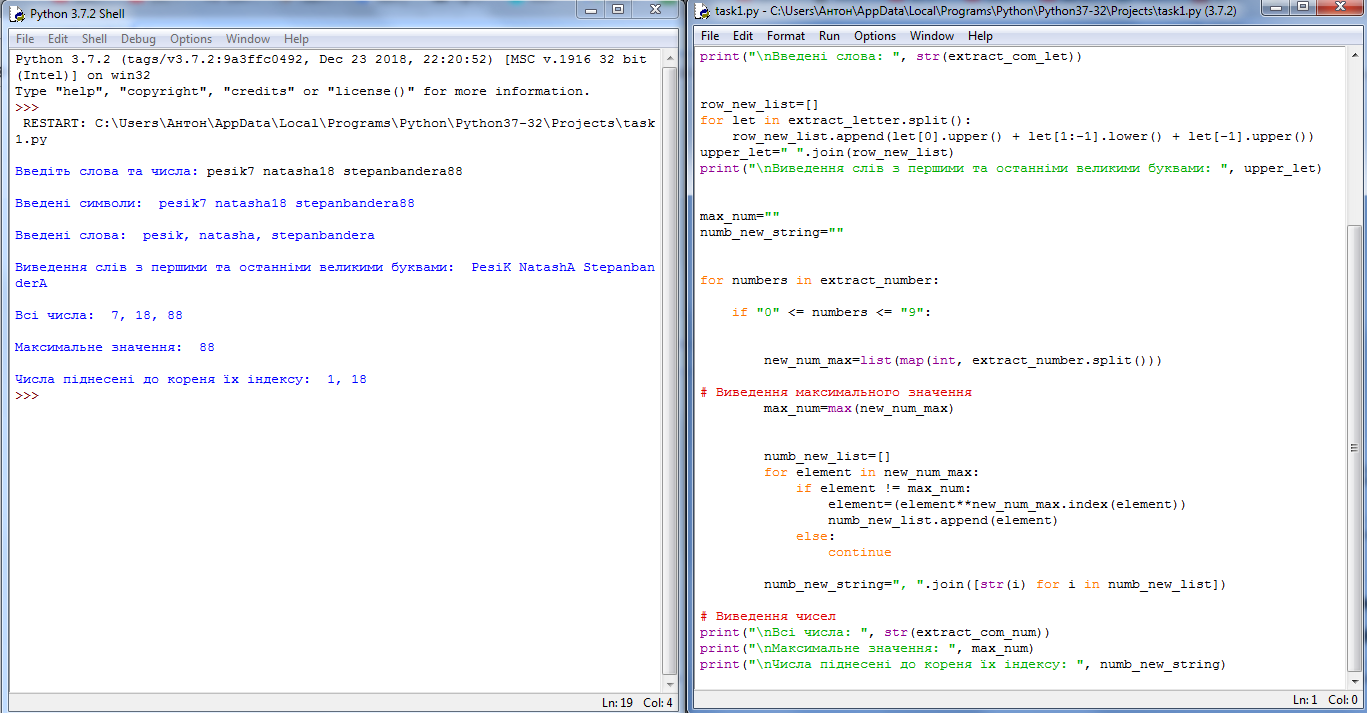 Python 3.7.2 Shell
File Edit Shell Debug Options Window Help
Python 3.7.2 (tags/v3.7.2:9a3ffc0492, Dec 23 2018, 22:20:52) [MSC v.1916 32 bit
(Intel)] on win32
Type "help", "copyright", "credits" or "license()" for more information.
>>>
RESTART: C:\Users\Антон\AppData\Local\Programs\Python\Python37-32\Projects\task
1.py
Введіть слова та числа: pesik7 natasha18 stepanbandera88
Введені символи:  pesik7 natasha18 stepanbandera88
Введені слова:  pesik, natasha, stepanbandera
Виведення слів з першими та останніми великими буквами:  PesiK NatashA Stepanban
derA
Всі числа:  7, 18, 88
Максимальне значення:  88
Числа піднесені до кореня їх індексу:  1, 18
>>>
Ln: 19 Col: 4
task1.py - C:\Users\Антон\AppData\Local\Programs\Python\Python37-32\Projects\task1.py (3.7.2)
File Edit Format Run Options Window Help
print("\nВведені слова: ", str(extract_com_let))
row_new_list=[]
for let in extract_letter.split():
    row_new_list.append(let[0].upper() + let[1:-1].lower() + let[-1].upper())
upper_let=" ".join(row_new_list)
print("\nВиведення слів з першими та останніми великими буквами: ", upper_let)
max_num=""
numb_new_string=""
for numbers in extract_number:
    if "0" <= numbers <= "9":
        new_num_max=list(map(int, extract_number.split()))
# Виведення максимального значення
        max_num=max(new_num_max)
        numb_new_list=[]
        for element in new_num_max:
            if element != max_num:
                element=(element**new_num_max.index(element))
                numb_new_list.append(element)
            else:
                continue
        numb_new_string=", ".join([str(i) for i in numb_new_list])
# Виведення чисел
print("\nВсі числа: ", str(extract_com_num))
print("\nМаксимальне значення: ", max_num)
print("\nЧисла піднесені до кореня їх індексу: ", numb_new_string)
Ln: 1 Col: 0